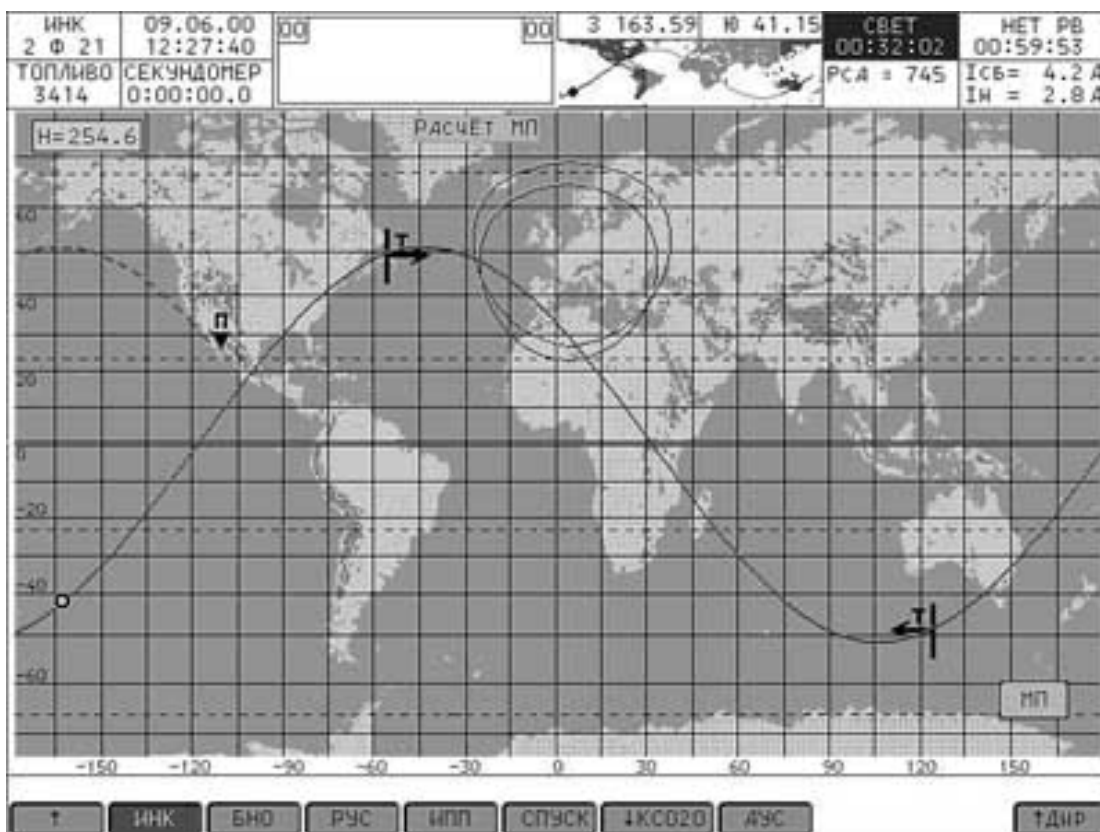 ИНК
2 Ф 21
09.06.00
12:27:40
00
00
З 163.59
Ю 41.15
СВЕТ
00:32:02
НЕТ РВ
00:59:53
ТОПЛИВО
3414
СЕКУНДОМЕР
0:00:00.0
РСА = 745
Iсб= 4.2 А
Iн = 2.8 А
H=254.6
РАСЧЕТ МП
60
40
20
0
-20
-40
-60
Т
П
Т
МП
-150 -120 -90 -60 -30 0 30 60 90 120 150
↑ ИНК БНО РУС ИПП СПУСК ↓КСО20 АУС ↑ДИР